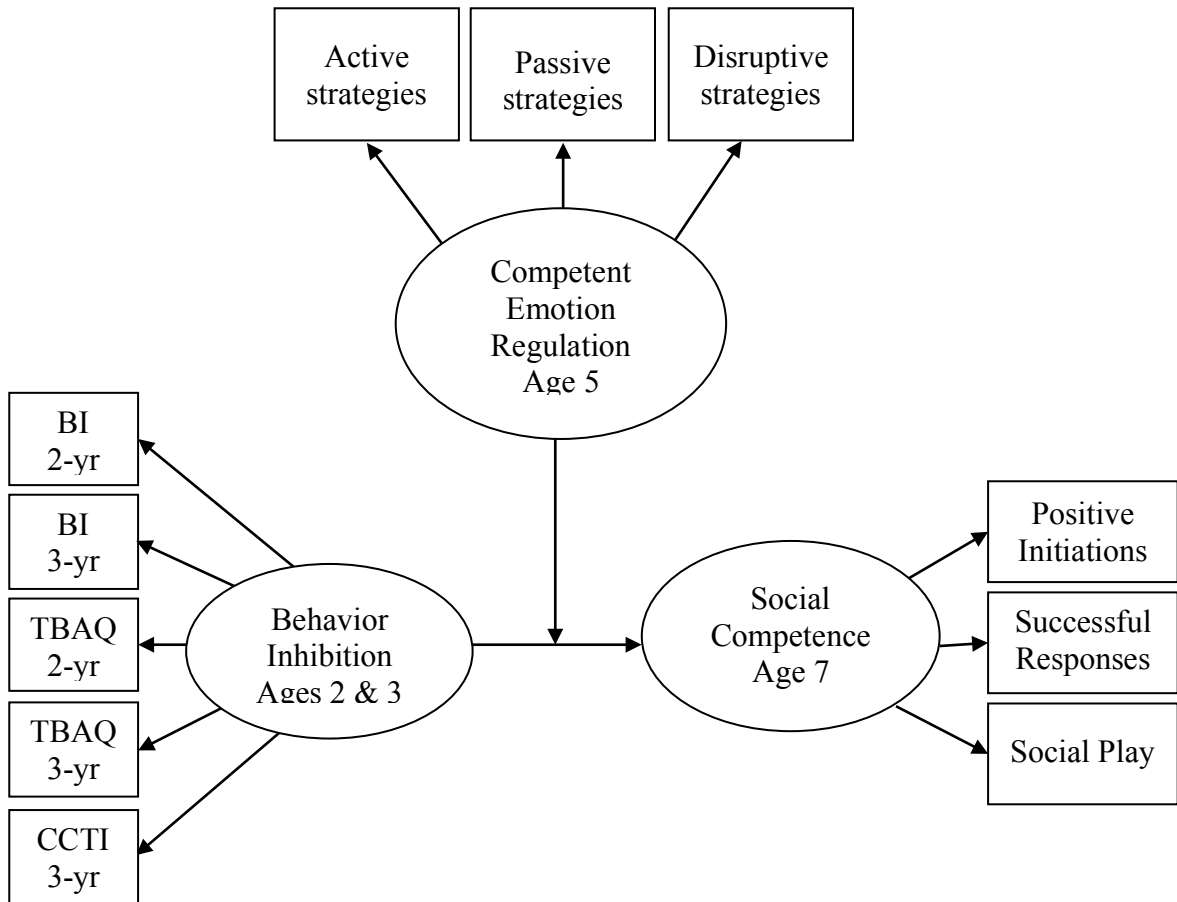 Active
strategies
Passive
strategies
Disruptive
strategies
Competent
Emotion
Regulation
Age 5
BI
2-yr
BI
3-yr
TBAQ
2-yr
TBAQ
3-yr
CCTI
3-yr
Behavior
Inhibition
Ages 2 & 3
Social
Competence
Age 7
Positive
Initiations
Successful
Responses
Social Play